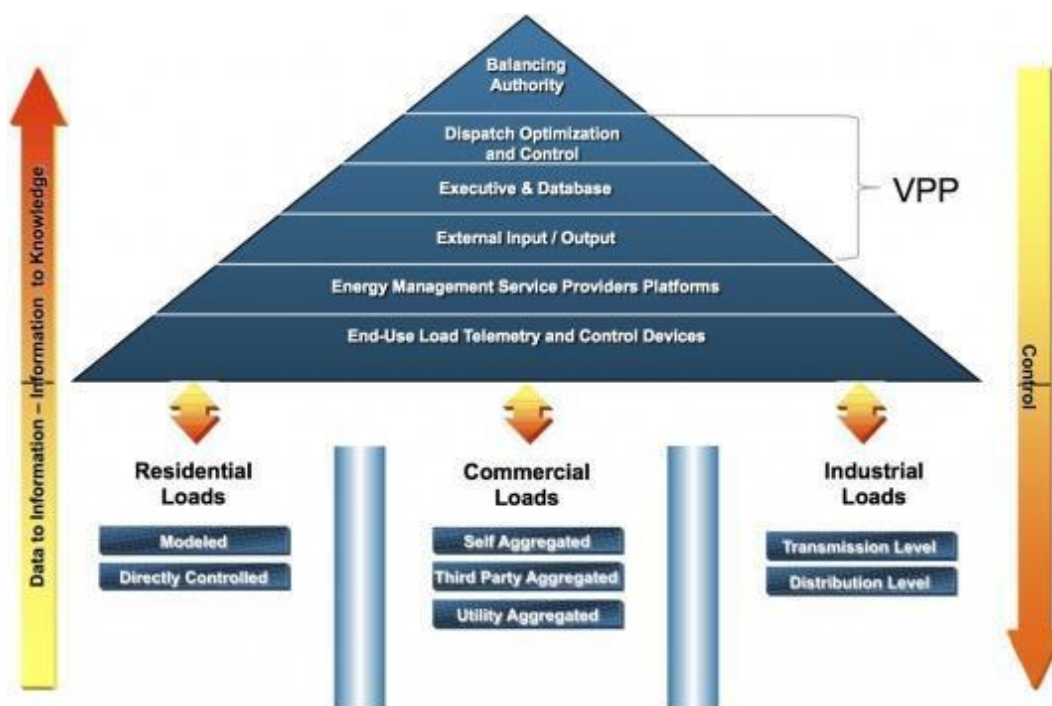 Balancing
Authority
Dispatch Optimization
and Control
Executive & Database
External Input / Output
Energy Management Service Providers Platforms
End-Use Load Telemetry and Control Devices
VPP
Data to Information – Information to Knowledge
Control
Residential
Loads
Modeled
Directly Controlled
Commercial
Loads
Self Aggregated
Third Party Aggregated
Utility Aggregated
Industrial
Loads
Transmission Level
Distribution Level